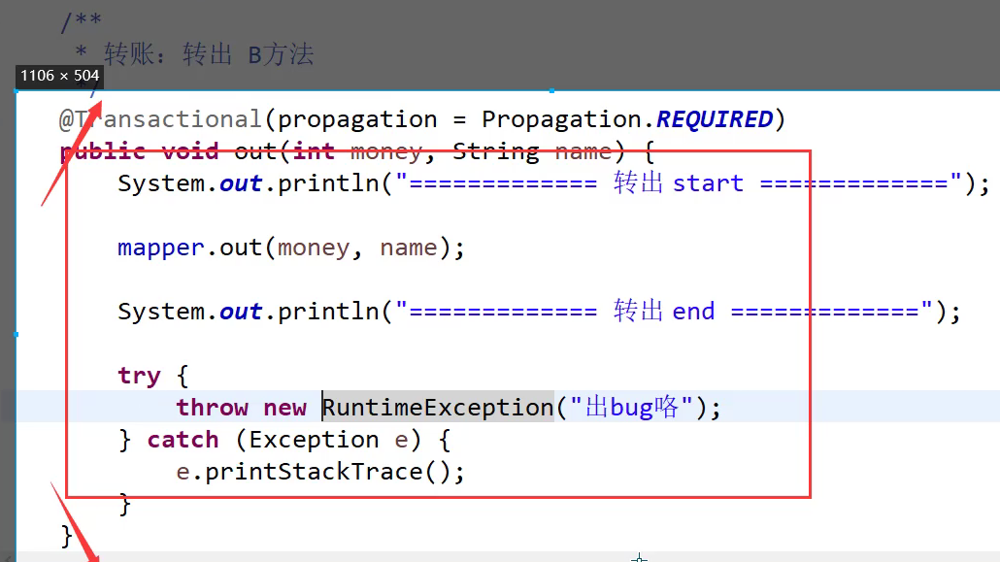 /**
* 转账：转出 B方法
1106 × 504
*/
@Transactional(propagation = Propagation.REQUIRED)
public void out(int money, String name) {
System.out.println("============= 转出 start =============");
mapper.out(money, name);
System.out.println("============= 转出 end =============");
try {
throw new RuntimeException("出bug咯");
} catch (Exception e) {
e.printStackTrace();
}
}